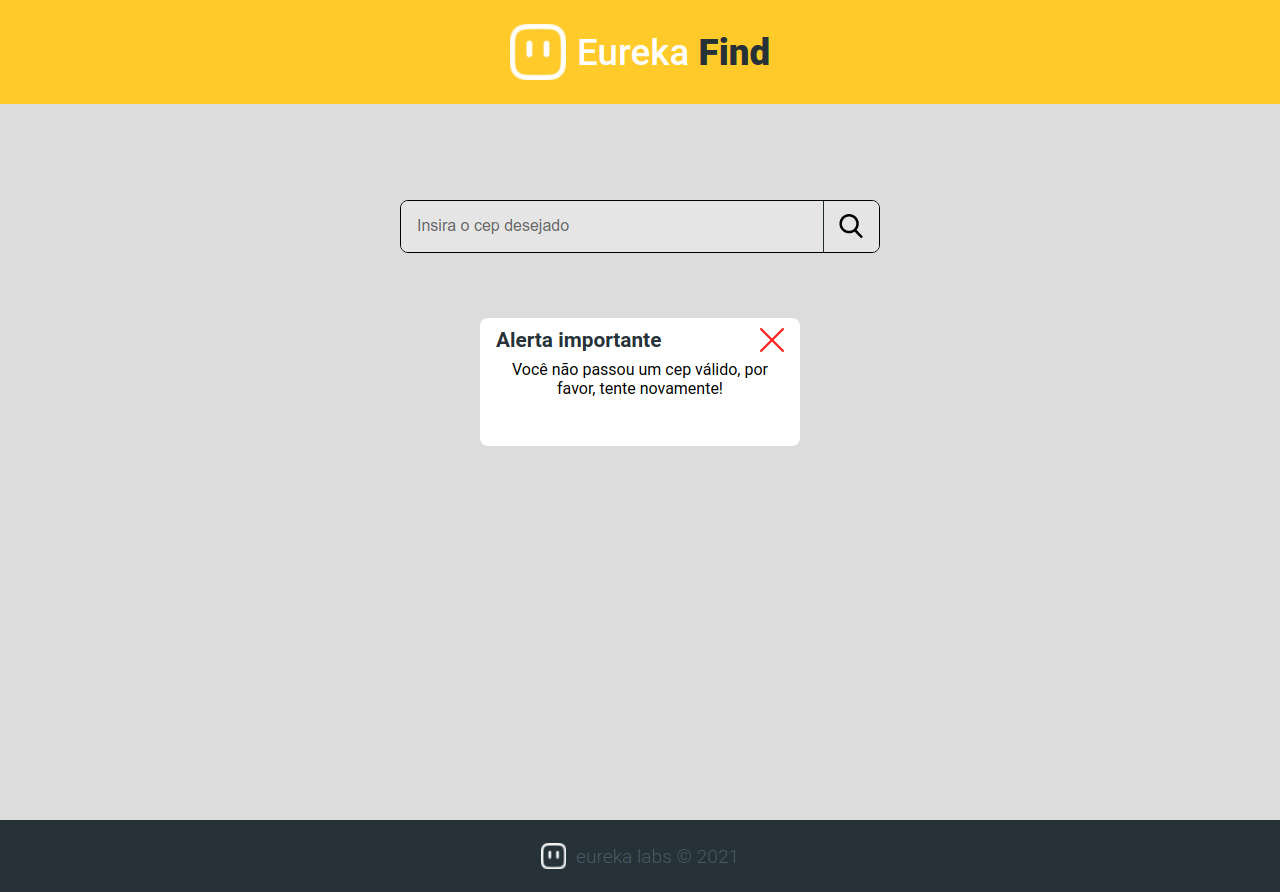 Eureka Find
Insira o cep desejado
Alerta importante
Você não passou um cep válido, por
favor, tente novamente!
eureka labs © 2021